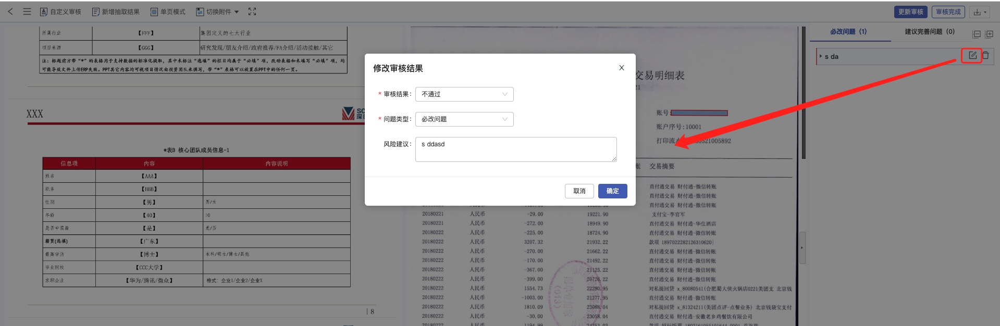 自定义审核 新增抽取结果 单页模式 切换附件 更新审核 审核完成
必改问题（1） 建议完善问题（0）
s da
所属行业 【FFF】 集团定义的七大行业
项目来源 【GGG】 研究发现/朋友介绍/政府推荐/FA介绍/活动接触/其它
注：标题前方带“*”的表格用于支持数据的标准化提取，其中未标注“选填”的栏目均属于“必填”项，改动表格和未填写“必填”项，均
可能导致文件上传ERP失败。PPT其它内容均可视项目情况由投资团队来撰写，带“*”表格可以放置在PPT中的任何一页。
XXX
*表B 核心团队成员信息-1
信息项 内容 内容说明
姓名 【AAA】
职务 【BBB】
性别 【男】 男/女
年龄 【40】 >0
是否中国籍 【是】 是/否
籍贯(选填) 【广东】
最高学历 【博士】 本科/硕士/博士/其他
毕业院校 【CCC大学】
求职企业 【华为/腾讯/微众】 格式：企业1/企业2/企业X
| 8
修改审核结果
* 审核结果： 不通过
* 问题类型： 必改问题
风险建议： s ddasd
取消 确定
交易明细表
21
账号:
账户序号:10001
打印流 0521005892
账 交易摘要
直付通交易 财付通-微信转账
直付通交易 财付通-微信转账
直付通交易 财付通-微信转账
20180221 人民币 -29.00 19221.90 支付宝-李官军
20180221 人民币 -272.00 18949.90 直付通交易 财付通-华住酒店
20180222 人民币 -225.00 18724.90 直付通交易 财付通-微信转账
20180222 人民币 3207.32 21932.22 款项 1897022282126310620|
20180222 人民币 -270.00 21662.22 直付通交易 财付通-微信转账
20180222 人民币 -170.00 21492.22 直付通交易 财付通-微信转账
20180222 人民币 -367.00 21125.22 直付通交易 财付通-微信转账
20180222 人民币 -399.00 20726.22 直付通交易 财付通-微信转账
20180222 人民币 1554.73 22280.95 对私提回贷 x_80080541(合肥蜀大侠火锅店0221美团支 北京钱
20180222 人民币 -1003.00 21277.95 直付通交易 财付通-微信转账
20180222 人民币 1810.09 23088.04 对私提回贷 x_81324211(美团点评-点餐业务) 北京钱袋宝支付
20180222 人民币 -30.00 23058.04 直付通交易 财付通-安徽老乡鸡餐饮有限公司
20180222 人民币 1194.99 24253.03